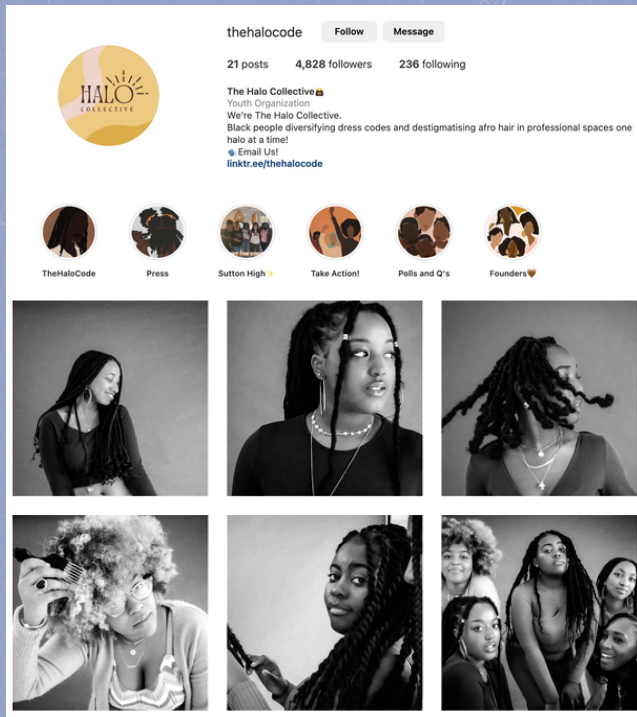 thehalocode Follow Message
21 posts 4,828 followers 236 following
The Halo Collective
Youth Organization
We're The Halo Collective.
Black people diversifying dress codes and destigmatising afro hair in professional spaces one
halo at a time!
Email Us!
linktr.ee/thehalocode
HALO
COLLECTIVE
TheHaloCode Press Sutton High Take Action! Polls and Q's Founders